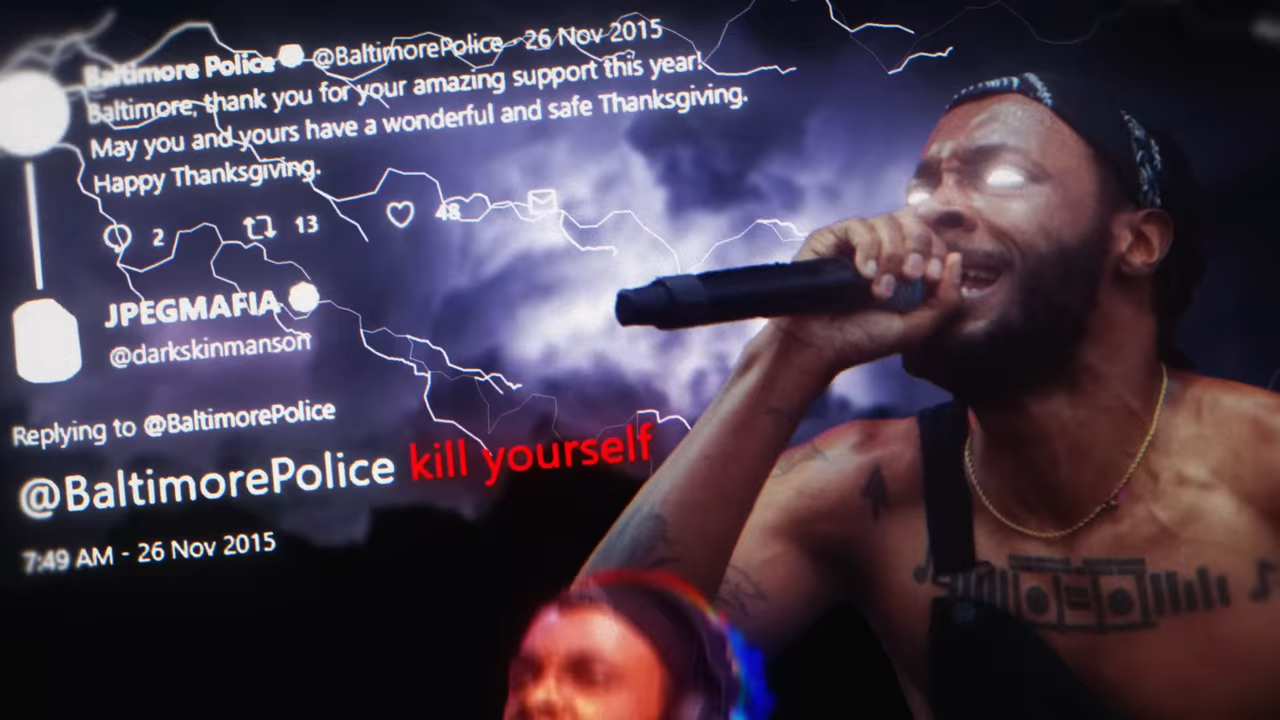 Baltimore Police @BaltimorePolice - 26 Nov 2015
Baltimore, thank you for your amazing support this year!
May you and yours have a wonderful and safe Thanksgiving.
Happy Thanksgiving.
2 13 48
JPEGMAFIA
@darkskinmanson
Replying to @BaltimorePolice
@BaltimorePolice kill yourself
7:49 AM - 26 Nov 2015